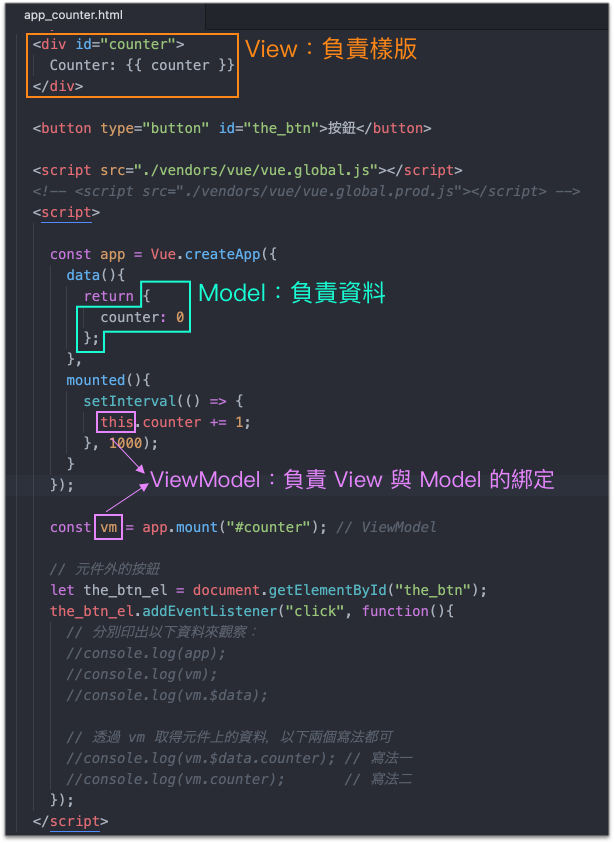 app_counter.html
<div id="counter">
View：負責樣版
Counter: {{ counter }}
</div>
<button type="button" id="the_btn">按鈕</button>
<script src="./vendors/vue/vue.global.js"></script>
<!-- <script src="./vendors/vue/vue.global.prod.js"></script> -->
<script>
const app = Vue.createApp({
data(){
return {
Model：負責資料
counter: 0
};
},
mounted(){
setInterval(() => {
this.counter += 1;
}, 1000);
}
ViewModel：負責 View 與 Model 的綁定
});
const vm = app.mount("#counter"); // ViewModel
// 元件外的按鈕
let the_btn_el = document.getElementById("the_btn");
the_btn_el.addEventListener("click", function(){
// 分別印出以下資料來觀察：
//console.log(app);
//console.log(vm);
//console.log(vm.$data);
// 透過 vm 取得元件上的資料, 以下兩個寫法都可
//console.log(vm.$data.counter); // 寫法一
//console.log(vm.counter); // 寫法二
});
</script>